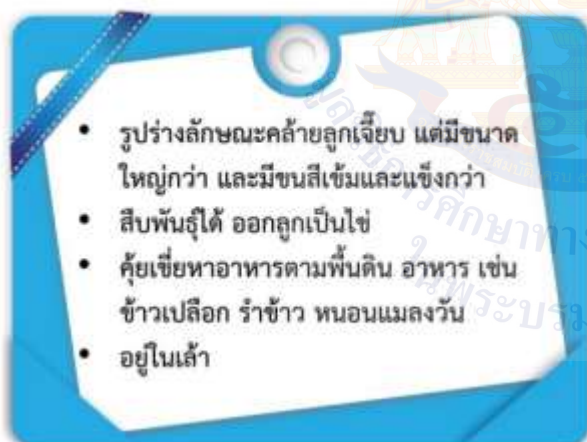 • รูปร่างลักษณะคล้ายลูกเจี๊ยบ แต่มีขนาด
ใหญ่กว่า และมีขนสีเข้มและแข็งกว่า
• สืบพันธุ์ได้ ออกลูกเป็นไข่
• คุ้ยเขี่ยหาอาหารตามพื้นดิน อาหาร เช่น
ข้าวเปลือก รำข้าว หนอนแมลงวัน
• อยู่ในเล้า